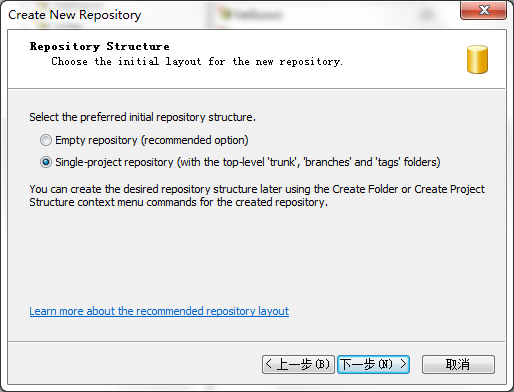 Create New Repository
Repository Structure
Choose the initial layout for the new repository.
Select the preferred initial repository structure.
Empty repository (recommended option)
Single-project repository (with the top-level 'trunk', 'branches' and 'tags' folders)
You can create the desired repository structure later using the Create Folder or Create Project
Structure context menu commands for the created repository.
Learn more about the recommended repository layout
< 上一步(B)
下一步(N) >
取消